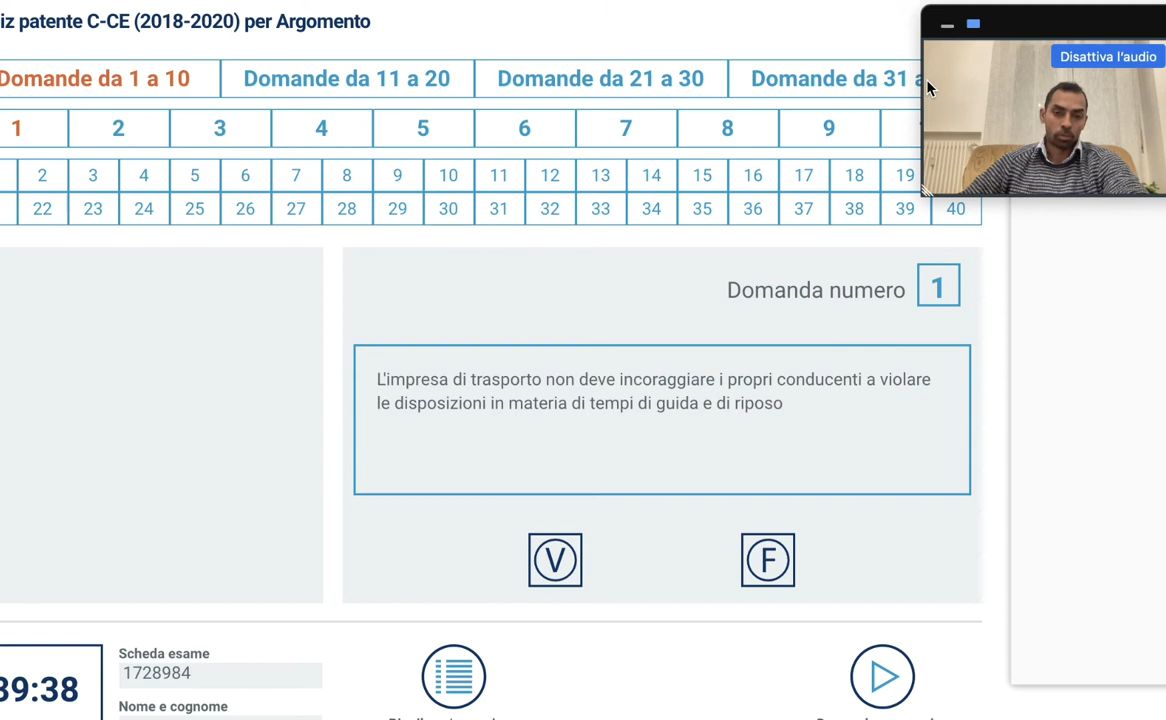 iz patente C-CE (2018-2020) per Argomento
Disattiva l'audio
Domande da 1 a 10 Domande da 11 a 20 Domande da 21 a 30 Domande da 31 a
1 2 3 4 5 6 7 8 9
2 3 4 5 6 7 8 9 10 11 12 13 14 15 16 17 18 19
22 23 24 25 26 27 28 29 30 31 32 33 34 35 36 37 38 39 40
Domanda numero 1
L'impresa di trasporto non deve incoraggiare i propri conducenti a violare
le disposizioni in materia di tempi di guida e di riposo
V F
39:38
Scheda esame
1728984
Nome e cognome